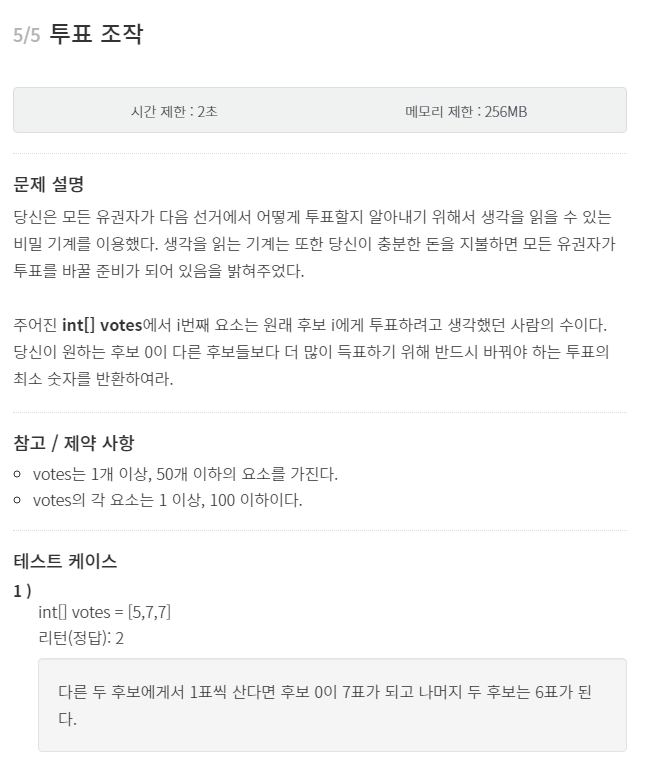 5/5 투표 조작
시간 제한 : 2초
메모리 제한 : 256MB
문제 설명
당신은 모든 유권자가 다음 선거에서 어떻게 투표할지 알아내기 위해서 생각을 읽을 수 있는
비밀 기계를 이용했다. 생각을 읽는 기계는 또한 당신이 충분한 돈을 지불하면 모든 유권자가
투표를 바꿀 준비가 되어 있음을 밝혀주었다.
주어진 int[] votes에서 i번째 요소는 원래 후보 i에게 투표하려고 생각했던 사람의 수이다.
당신이 원하는 후보 0이 다른 후보들보다 더 많이 득표하기 위해 반드시 바꿔야 하는 투표의
최소 숫자를 반환하여라.
참고 / 제약 사항
votes는 1개 이상, 50개 이하의 요소를 가진다.
votes의 각 요소는 1 이상, 100 이하이다.
테스트 케이스
1 )
int[] votes = [5,7,7]
리턴(정답): 2
다른 두 후보에게서 1표씩 산다면 후보 0이 7표가 되고 나머지 두 후보는 6표가 된
다.